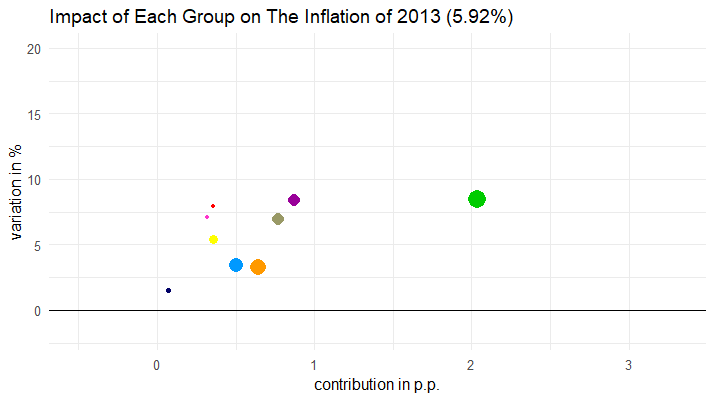 Impact of Each Group on The Inflation of 2013 (5.92%)
20
15
10
5
0
variation in %
0 1 2 3
contribution in p.p.